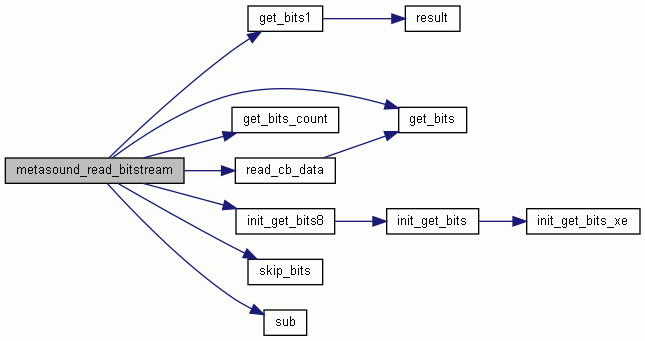 get_bits1
result
get_bits_count
get_bits
metasound_read_bitstream
read_cb_data
init_get_bits8
init_get_bits
init_get_bits_xe
skip_bits
sub